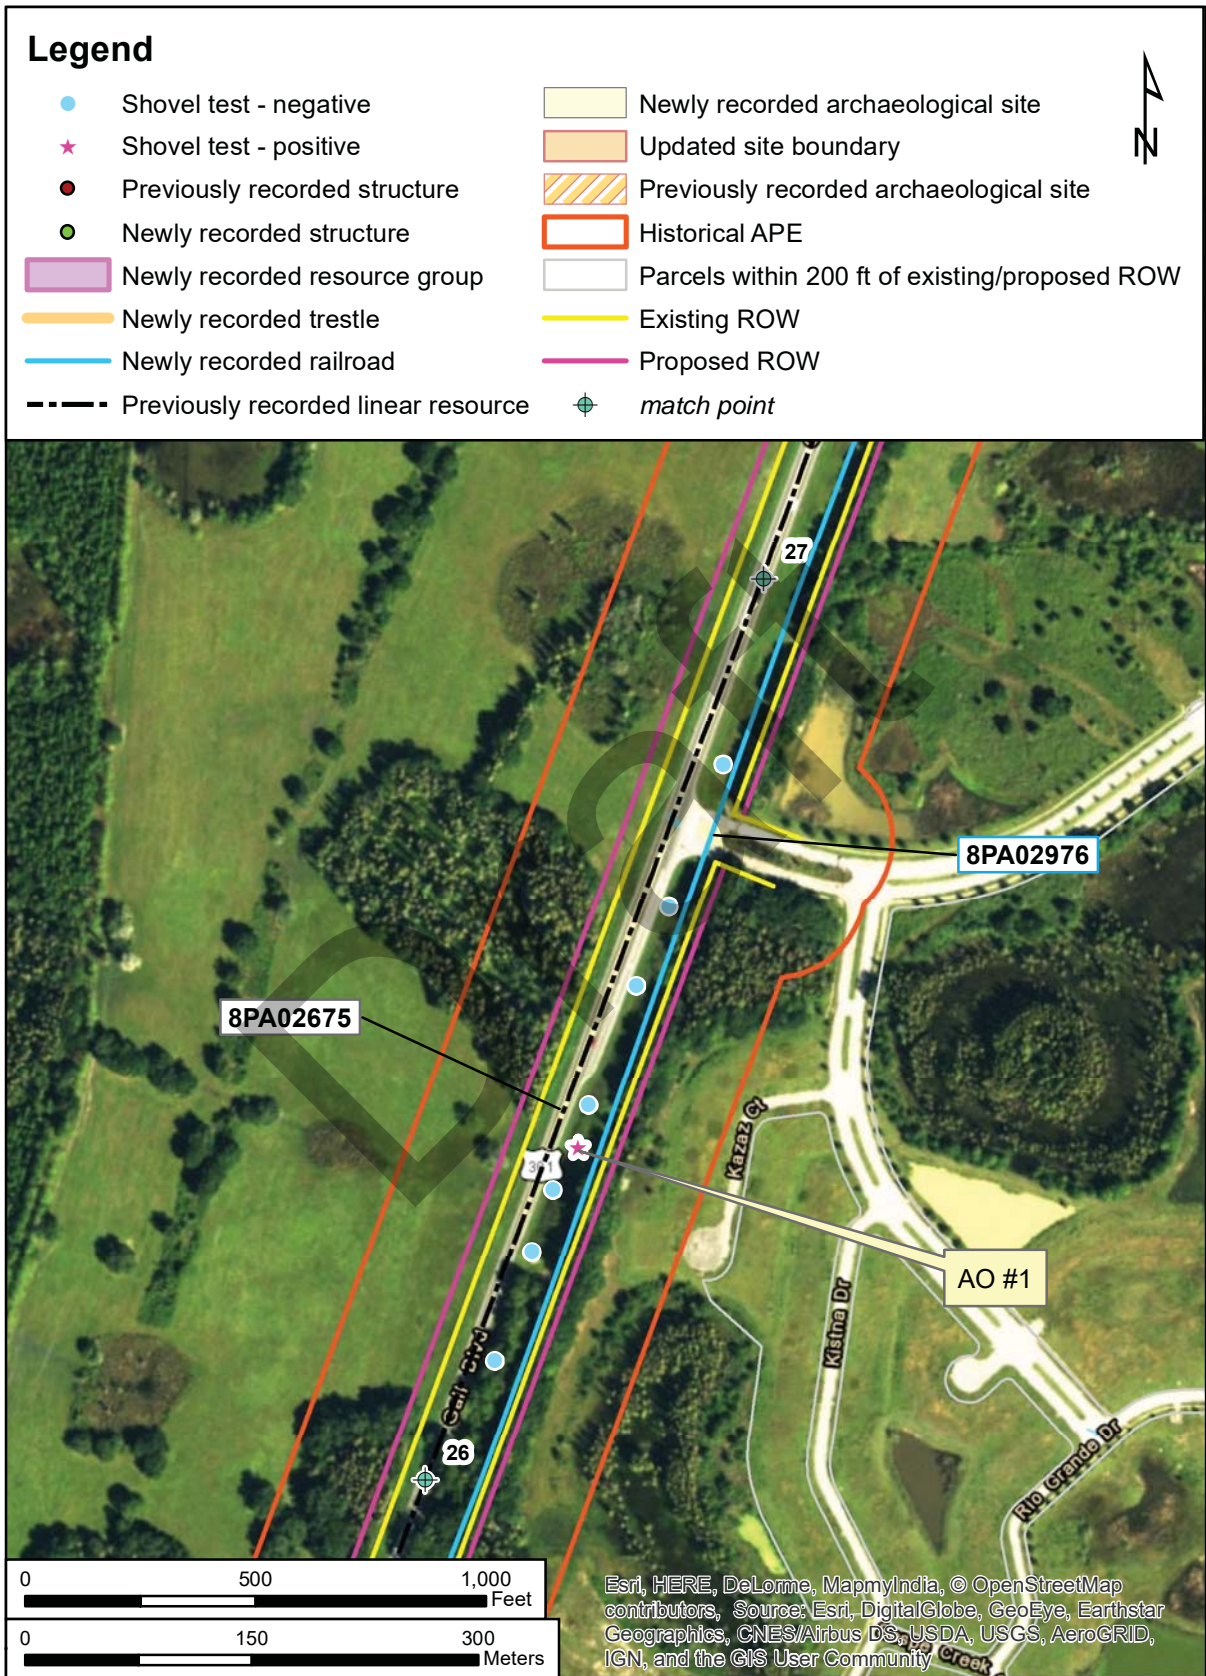 Legend
Shovel test - negative
Shovel test - positive
Previously recorded structure
Newly recorded structure
Newly recorded resource group
Newly recorded trestle
Newly recorded railroad
Previously recorded linear resource
Newly recorded archaeological site
Updated site boundary
Previously recorded archaeological site
Historical APE
Parcels within 200 ft of existing/proposed ROW
Existing ROW
Proposed ROW
match point
N
27
8PA02976
8PA02675
Kazaz Ct
301
AO #1
Kistna Dr
Gall Blvd
26
Rio Grande Dr
DRAFT
0 500 1,000
Feet
0 150 300
Meters
Esri, HERE, DeLorme, MapmyIndia, © OpenStreetMap
contributors, Source: Esri, DigitalGlobe, GeoEye, Earthstar
Geographics, CNES/Airbus DS, USDA, USGS, AeroGRID,
IGN, and the GIS User Community
Creek